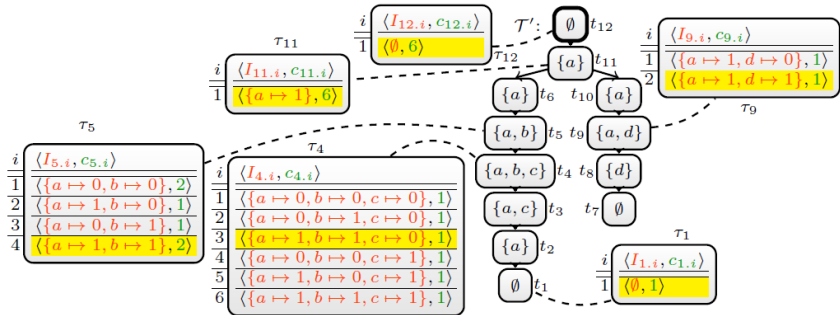 τ12
i ⟨I12.i, c12.i⟩
1 ⟨∅, 6⟩
τ11
i ⟨I11.i, c11.i⟩
1 ⟨{a ↦ 1}, 6⟩
𝒯′:
∅ t12
{a} t11
{a} t6
{a} t10
{a, b} t5
{a, d} t9
{a, b, c} t4
{d} t8
{a, c} t3
∅ t7
{a} t2
∅ t1
i ⟨I9.i, c9.i⟩
1 ⟨{a ↦ 1, d ↦ 0}, 1⟩
2 ⟨{a ↦ 1, d ↦ 1}, 1⟩
τ9
τ5
i ⟨I5.i, c5.i⟩
1 ⟨{a ↦ 0, b ↦ 0}, 2⟩
2 ⟨{a ↦ 1, b ↦ 0}, 1⟩
3 ⟨{a ↦ 0, b ↦ 1}, 1⟩
4 ⟨{a ↦ 1, b ↦ 1}, 2⟩
τ4
i ⟨I4.i, c4.i⟩
1 ⟨{a ↦ 0, b ↦ 0, c ↦ 0}, 1⟩
2 ⟨{a ↦ 0, b ↦ 1, c ↦ 0}, 1⟩
3 ⟨{a ↦ 1, b ↦ 1, c ↦ 0}, 1⟩
4 ⟨{a ↦ 0, b ↦ 0, c ↦ 1}, 1⟩
5 ⟨{a ↦ 1, b ↦ 0, c ↦ 1}, 1⟩
6 ⟨{a ↦ 1, b ↦ 1, c ↦ 1}, 1⟩
τ1
i ⟨I1.i, c1.i⟩
1 ⟨∅, 1⟩